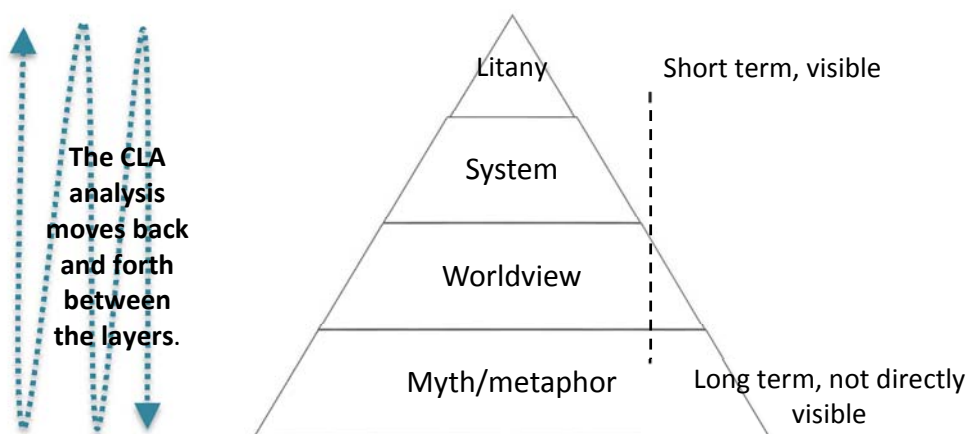 The CLA
analysis
moves back
and forth
between
the layers.
Litany
System
Worldview
Myth/metaphor
Short term, visible
Long term, not directly
visible